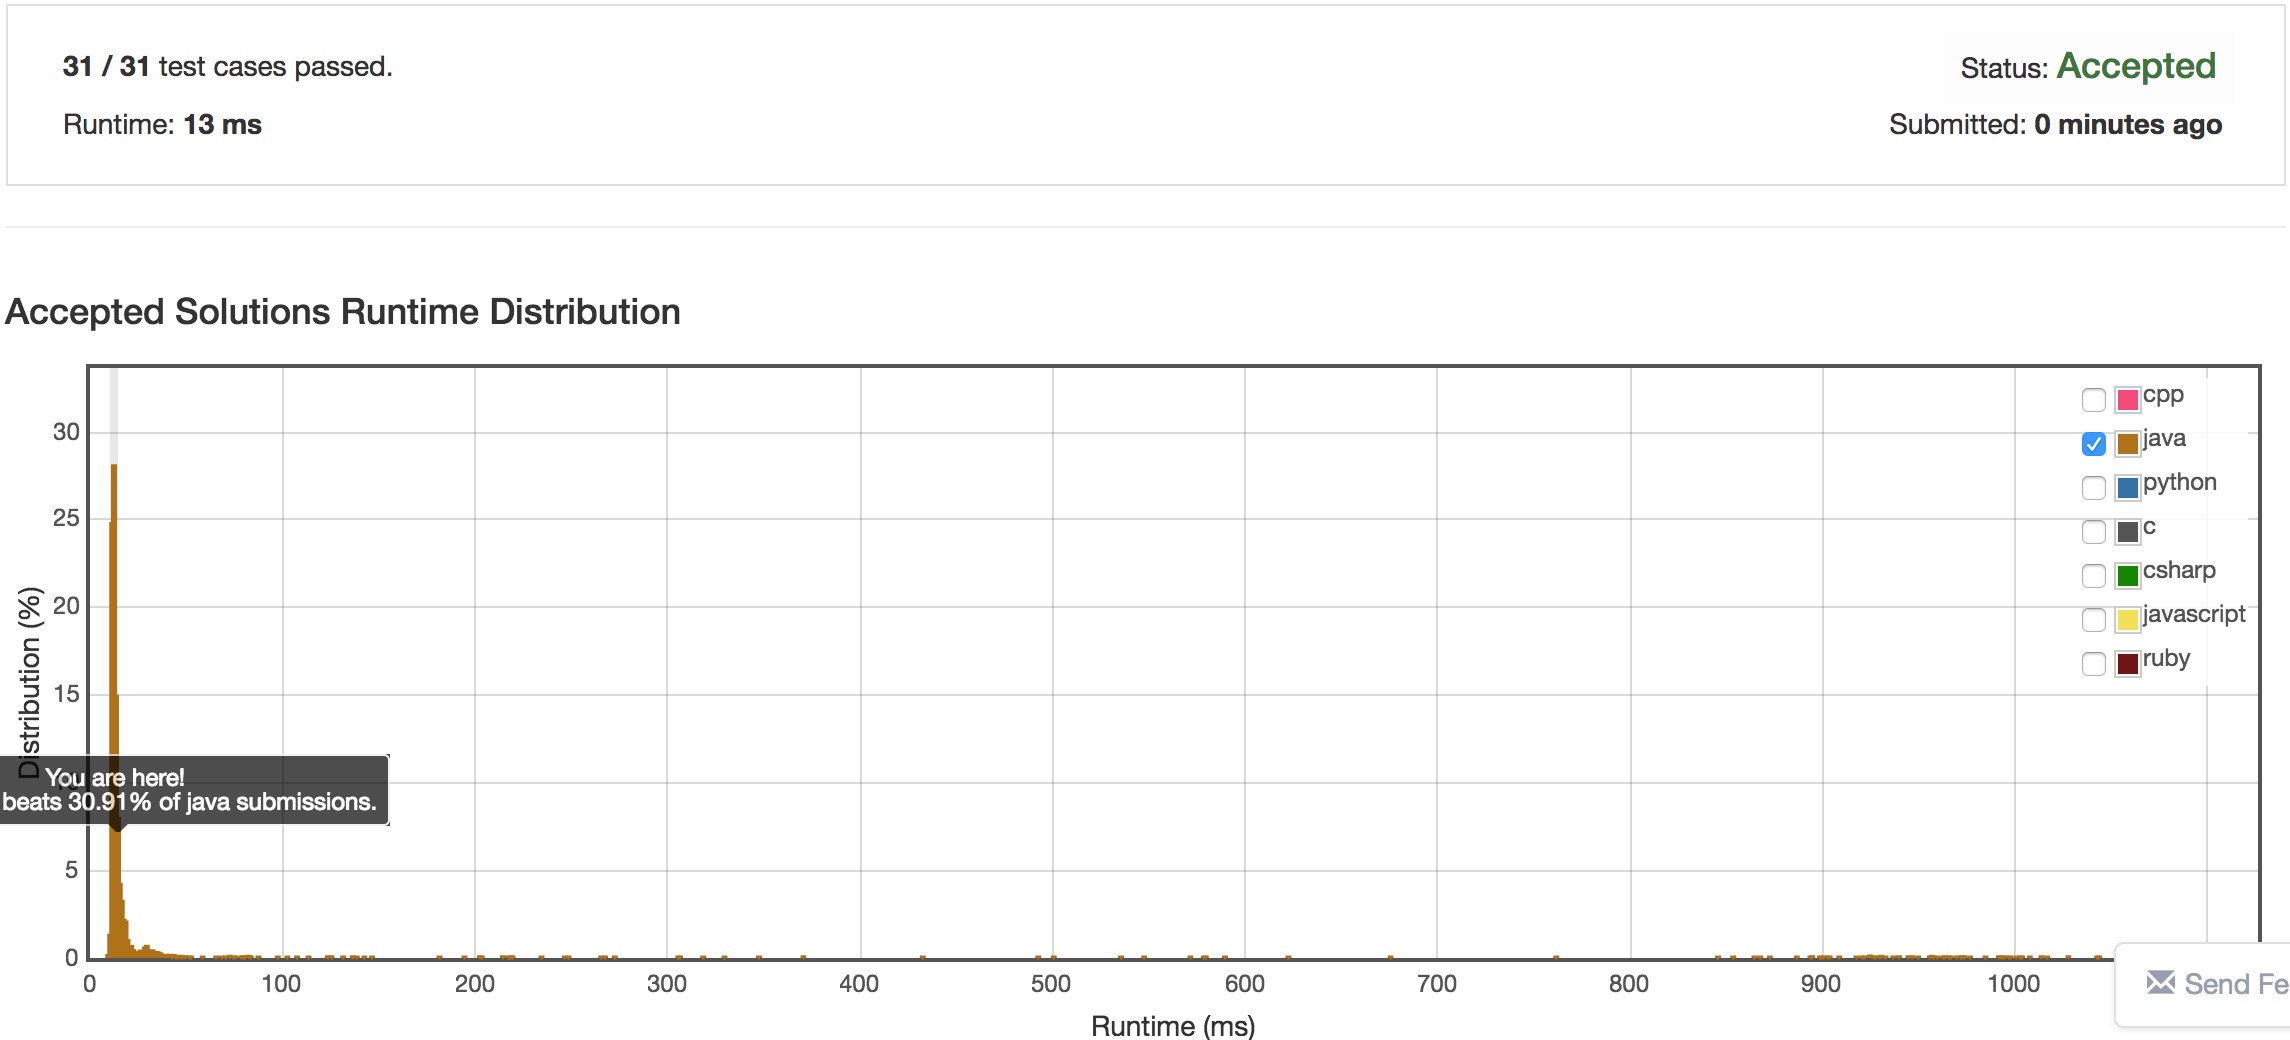 31 / 31 test cases passed.
Status: Accepted
Runtime: 13 ms
Submitted: 0 minutes ago
Accepted Solutions Runtime Distribution
cpp
java
python
c
csharp
javascript
ruby
30
25
20
15
5
0
Distribution (%)
You are here!
beats 30.91% of java submissions.
0
100
200
300
400
500
600
700
800
900
1000
Runtime (ms)
Send Fe